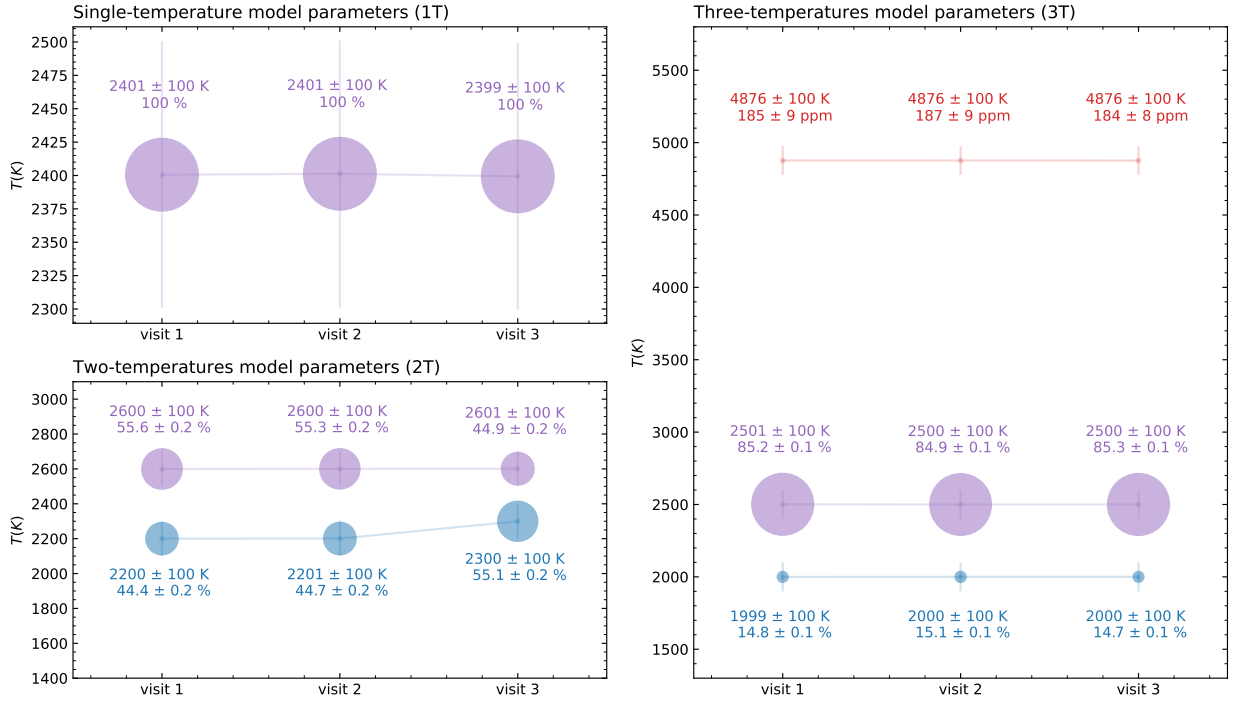 Single-temperature model parameters (1T)
2500
2475
2450
2425
2400
2375
2350
2325
2300
T(K)
2401 ± 100 K
100 %
2401 ± 100 K
100 %
2399 ± 100 K
100 %
visit 1
visit 2
visit 3
Two-temperatures model parameters (2T)
3000
2800
2600
2400
2200
2000
1800
1600
1400
T(K)
2600 ± 100 K
55.6 ± 0.2 %
2600 ± 100 K
55.3 ± 0.2 %
2601 ± 100 K
44.9 ± 0.2 %
2200 ± 100 K
44.4 ± 0.2 %
2201 ± 100 K
44.7 ± 0.2 %
2300 ± 100 K
55.1 ± 0.2 %
visit 1
visit 2
visit 3
Three-temperatures model parameters (3T)
5500
5000
4500
4000
3500
3000
2500
2000
1500
T(K)
4876 ± 100 K
185 ± 9 ppm
4876 ± 100 K
187 ± 9 ppm
4876 ± 100 K
184 ± 8 ppm
2501 ± 100 K
85.2 ± 0.1 %
2500 ± 100 K
84.9 ± 0.1 %
2500 ± 100 K
85.3 ± 0.1 %
1999 ± 100 K
14.8 ± 0.1 %
2000 ± 100 K
15.1 ± 0.1 %
2000 ± 100 K
14.7 ± 0.1 %
visit 1
visit 2
visit 3